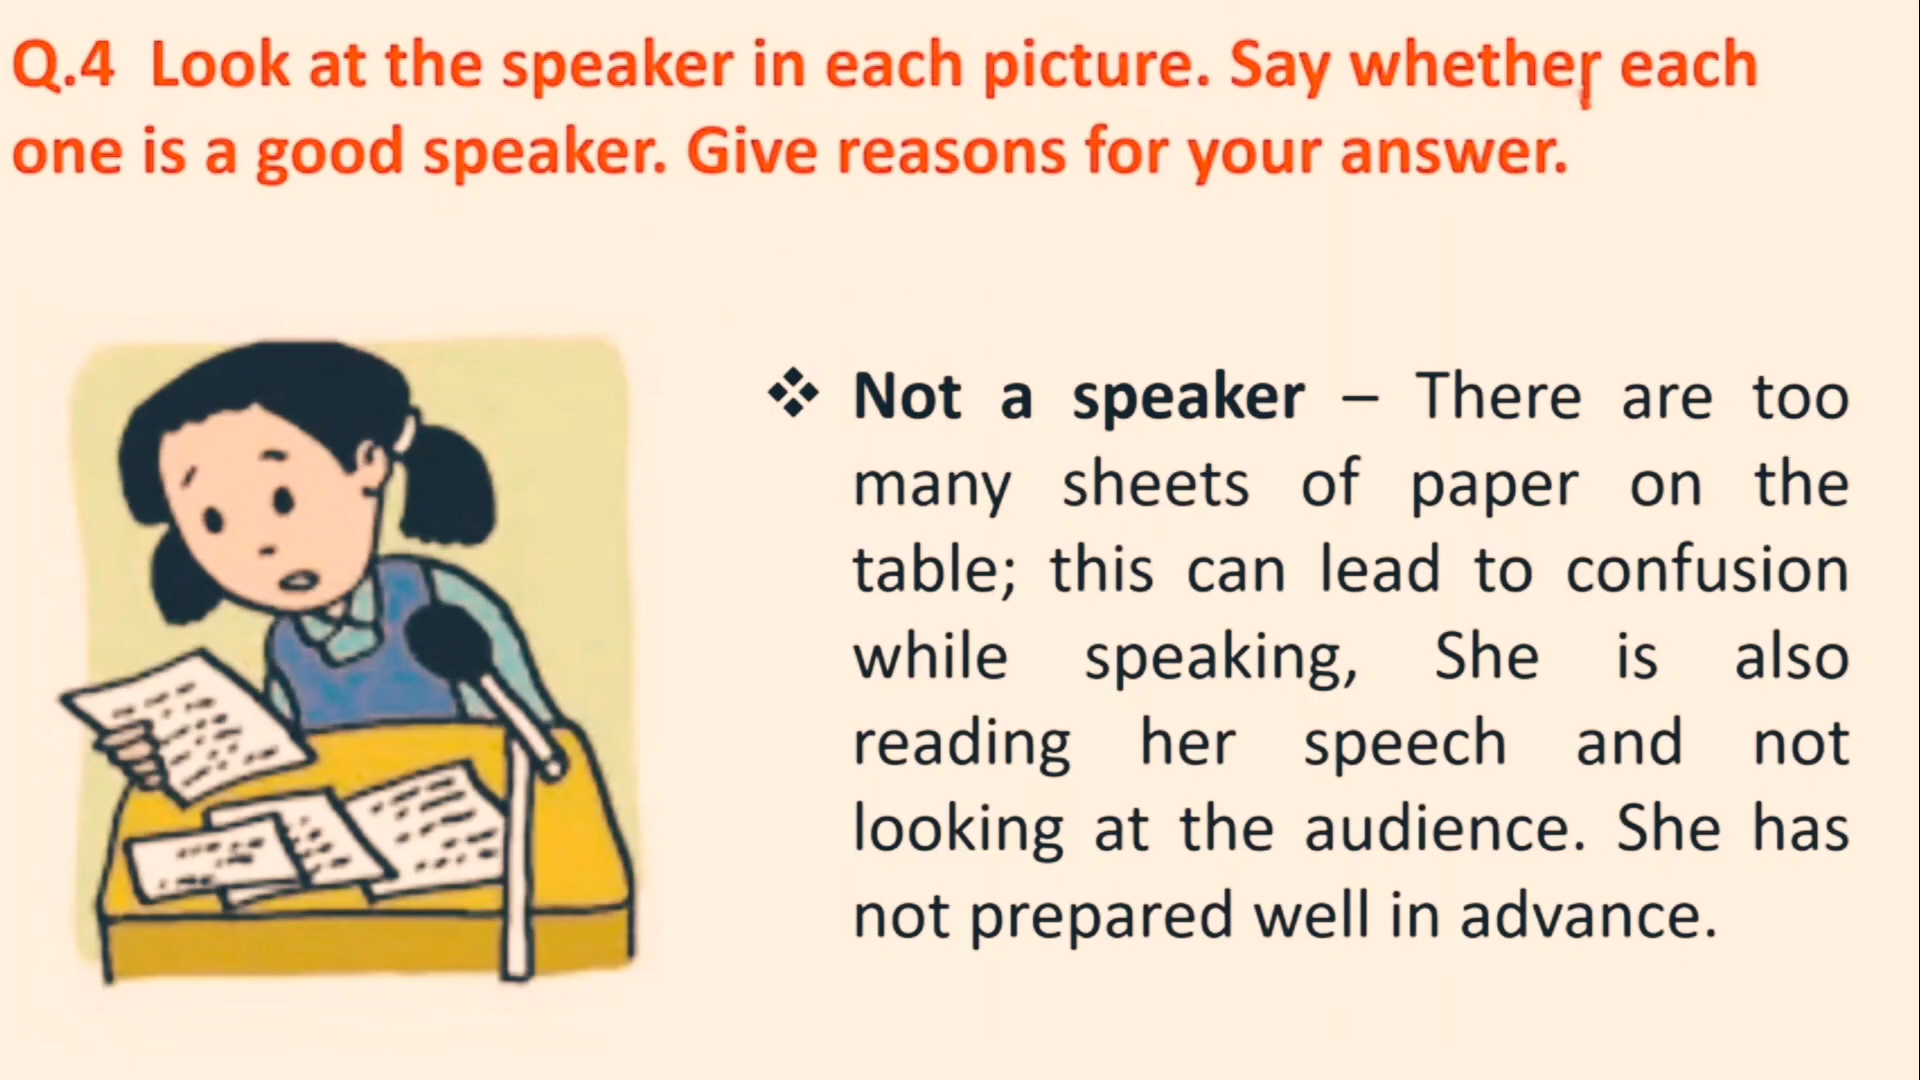 Q.4 Look at the speaker in each picture. Say whether each
one is a good speaker. Give reasons for your answer.
❖ Not a speaker – There are too
many sheets of paper on the
table; this can lead to confusion
while speaking, She is also
reading her speech and not
looking at the audience. She has
not prepared well in advance.